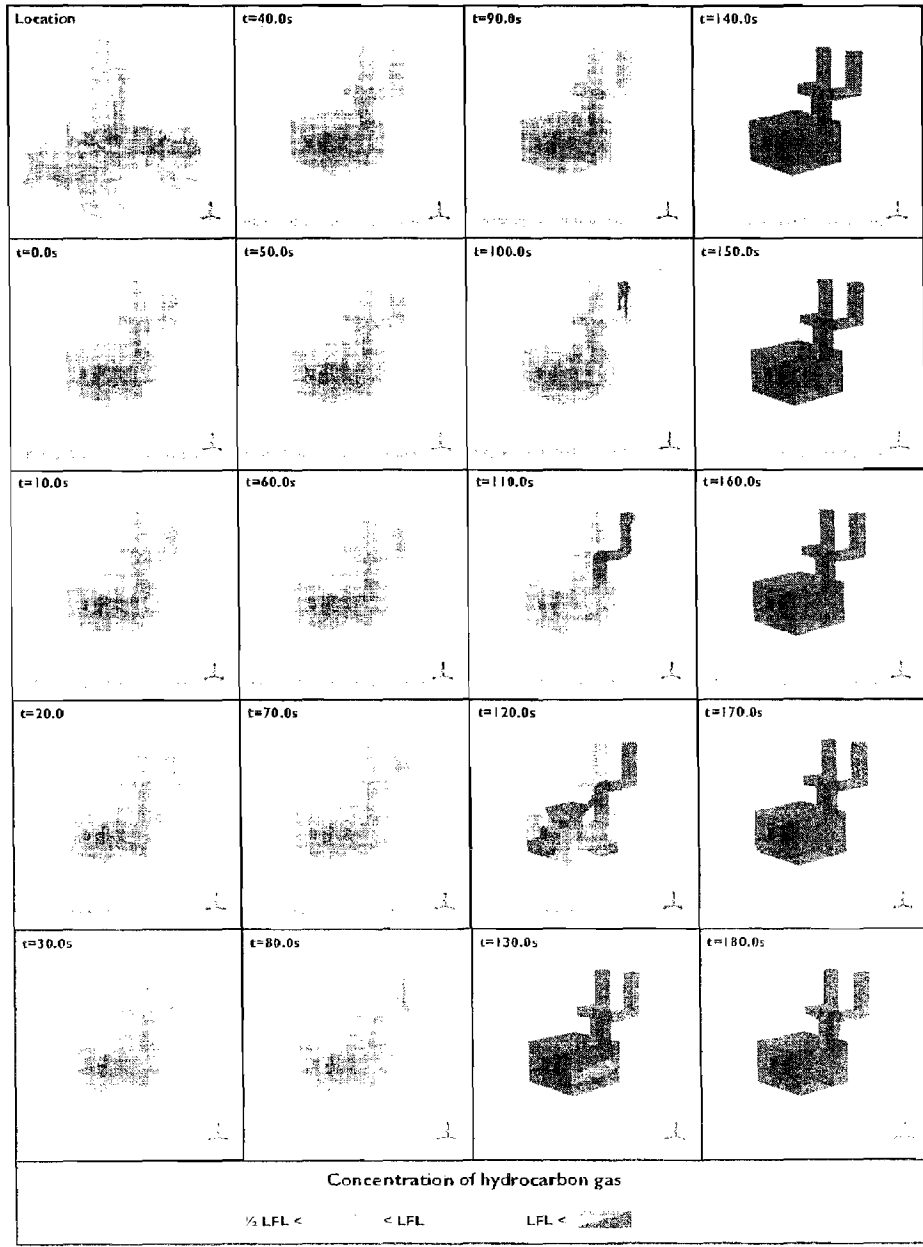 Location
t=40.0s
t=90.0s
t=140.0s
t=0.0s
t=50.0s
t=100.0s
t=150.0s
t=10.0s
t=60.0s
t=110.0s
t=160.0s
t=20.0
t=70.0s
t=120.0s
t=170.0s
t=30.0s
t=80.0s
t=130.0s
t=180.0s
Concentration of hydrocarbon gas
½ LFL < < LFL LFL <